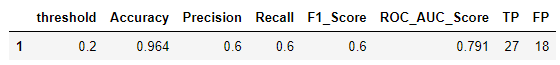 threshold Accuracy Precision Recall F1_Score ROC_AUC_Score TP FP
1 0.2 0.964 0.6 0.6 0.6 0.791 27 18